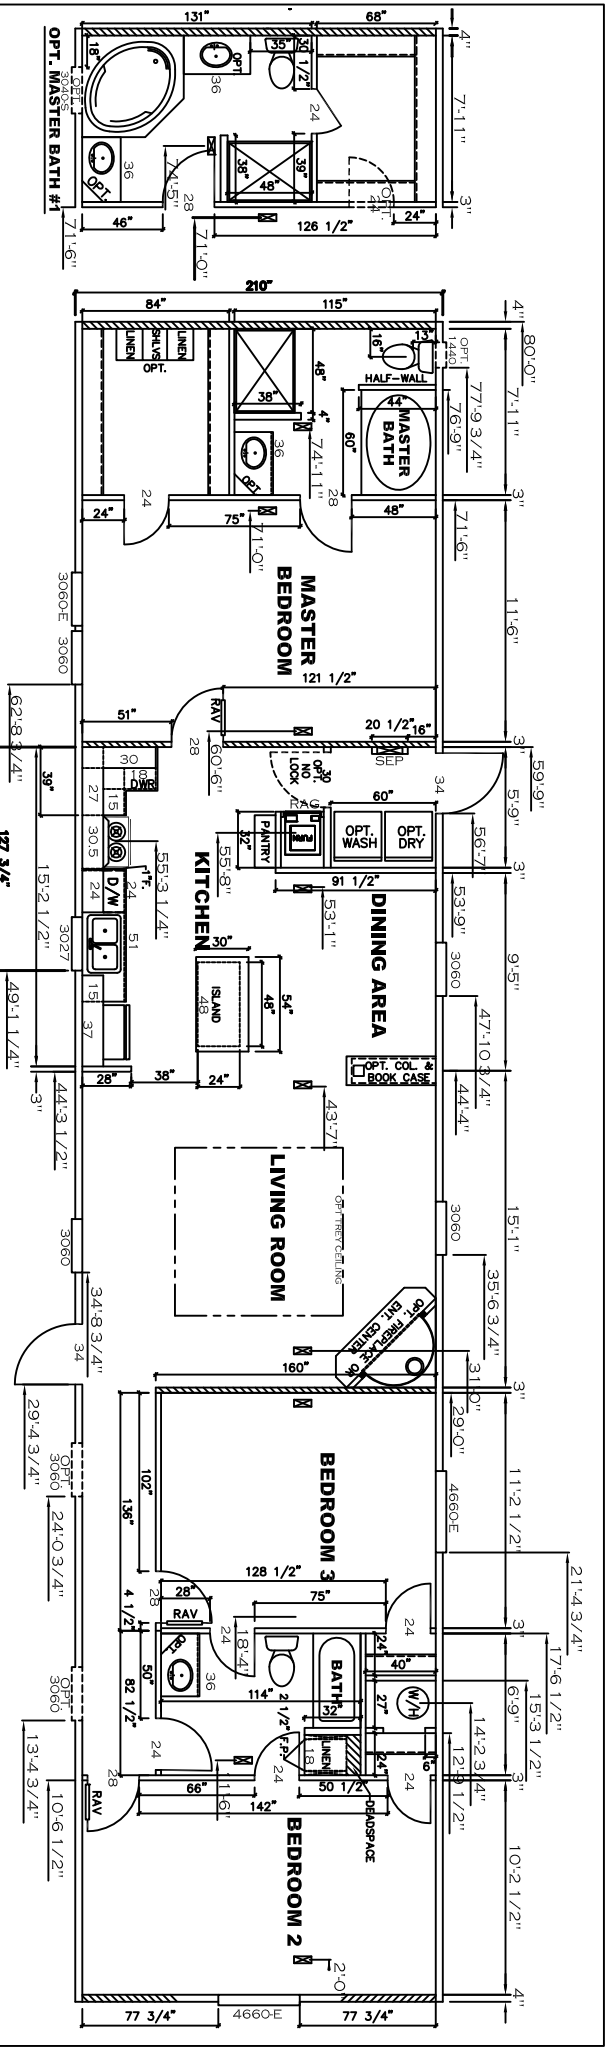 131"
68"
4"
7'-11"
3"
18"
OPT.
3040-S
OPT. MASTER BATH #1
OPT.
36
35"
30 1/2"
24
36
OPT.
74'-5"
28
38"
48"
39"
OPT.
24
24"
46"
126 1/2"
71'-6"
71'-0"
210"
84"
115"
4"
80'-0"
LINEN
SHLVS
LINEN
OPT.
48"
16"
13"
OPT.
1440
7'-11"
77'-9 3/4"
76'-9"
HALF-WALL
44"
MASTER
BATH
38"
4"
60"
36
OPT
74'-11"
3"
24
28
24"
75"
48"
71'-0"
71'-6"
3060-E
3060
MASTER
BEDROOM
11'-6"
121 1/2"
51"
RAV
28
60'-6"
20 1/2"
16"
SEP
62'-8 3/4"
3"
59'-9"
39"
30
18
DWR
27
15
30
OPT.
NO
LOCK
34
5'-9"
60"
RAG
FURN
32"
PANTRY
OPT.
WASH
OPT.
DRY
56'-7"
30.5
1"F.
55'-3 1/4"
55'-8"
127 3/4"
15'-2 1/2"
3"
24
D/W
24
KITCHEN
91 1/2"
53'-1"
53'-9"
DINING AREA
3027
51
30"
ISLAND
48
48"
54"
3060
9'-5"
15
37
49'-1 1/4"
47'-10 3/4"
28"
38"
24"
OPT. COL. &
BOOK CASE
3"
44'-3 1/2"
43'-7"
44'-4"
LIVING ROOM
OPT TREY CEILING
3060
3060
15'-1"
34'-8 3/4"
35'-6 3/4"
OPT. FIREPLACE OR
ENT. CENTER
34
160"
31'-0"
3"
29'-4 3/4"
29'-0"
OPT.
3060
102"
136"
BEDROOM 3
4660-E
11'-2 1/2"
24'-0 3/4"
21'-4 3/4"
128 1/2"
28
28"
75"
24
4 1/2"
RAV
24
18'-4"
3"
17'-6 1/2"
OPT
36
50"
82 1/2"
114"
BATH
24"
40"
OPT.
3060
W/H
27"
6'-9"
15'-3 1/2"
14'-2 3/4"
32"
2 1/2" F.P.
LINEN
18
24"
6"
12'-9 1/2"
13'-4 3/4"
24
28
24
24
3"
10'-6 1/2"
RAV
66"
11'-6"
50 1/2"
142"
DEADSPACE
BEDROOM 2
10'-2 1/2"
2'-0"
4"
77 3/4"
4660-E
77 3/4"